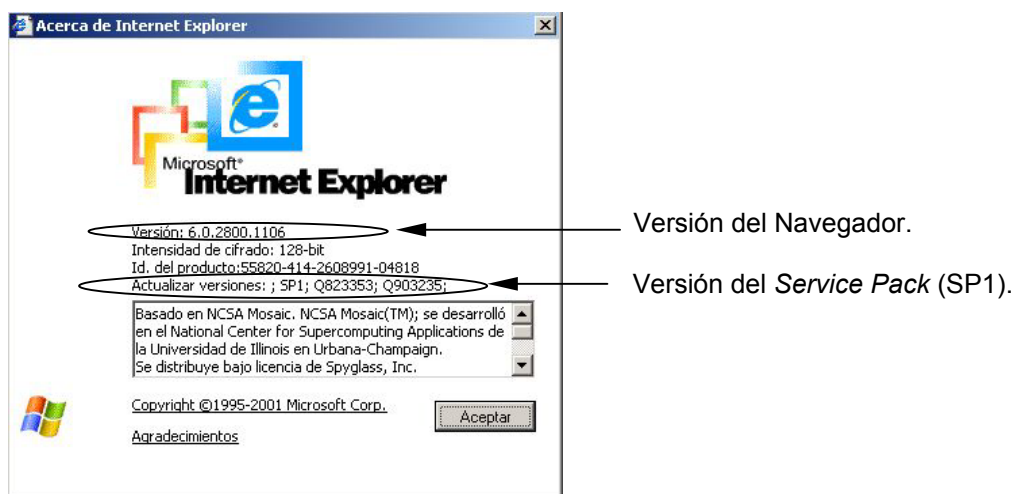 Acerca de Internet Explorer
Microsoft®
Internet Explorer
Versión: 6.0.2800.1106
Versión del Navegador.
Intensidad de cifrado: 128-bit
Id. del producto:55820-414-2608991-04818
Actualizar versiones: ; SP1; Q823353; Q903235;
Versión del Service Pack (SP1).
Basado en NCSA Mosaic. NCSA Mosaic(TM); se desarrolló
en el National Center for Supercomputing Applications de
la Universidad de Illinois en Urbana-Champaign.
Se distribuye bajo licencia de Spyglass, Inc.
Copyright ©1995-2001 Microsoft Corp.
Aceptar
Agradecimientos